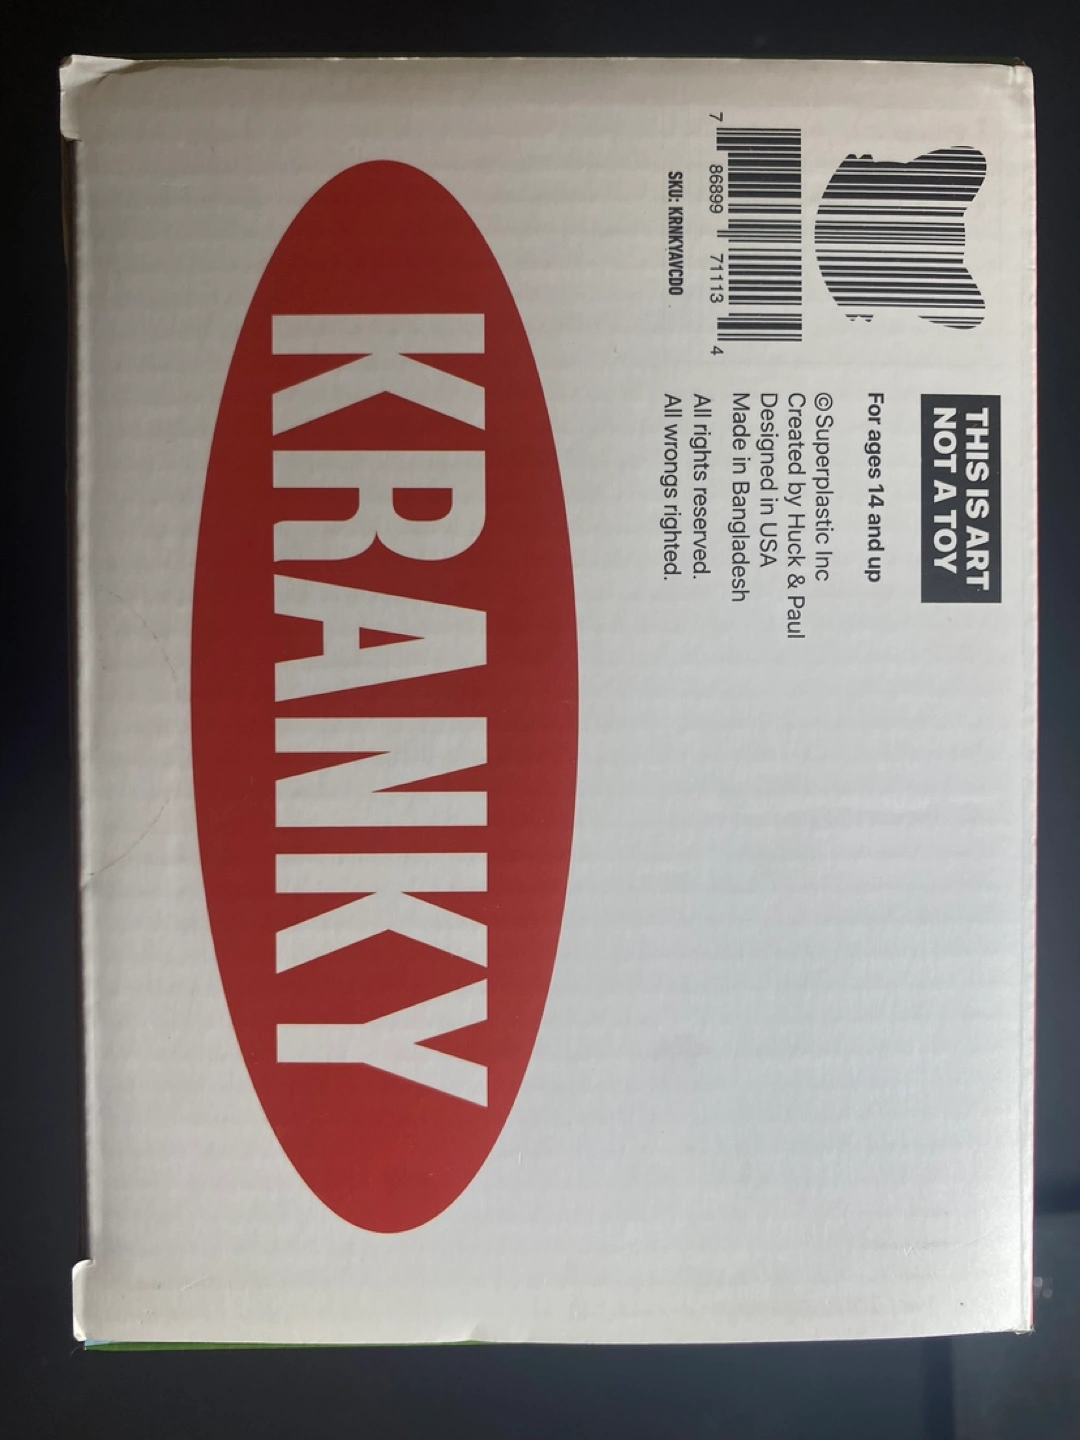 THIS IS ART
NOT A TOY
For ages 14 and up
©Superplastic Inc
Created by Huck & Paul
Designed in USA
Made in Bangladesh
All rights reserved.
All wrongs righted.
7 86899 71113 4
SKU: KRNKYAVCDO
KRANKY